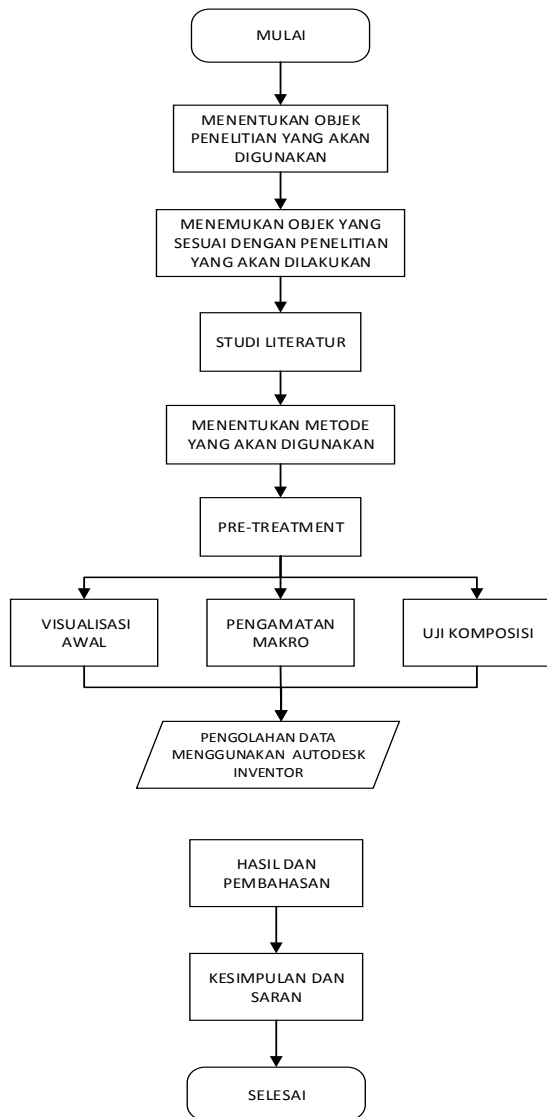 MULAI
MENENTUKAN OBJEK
PENELITIAN YANG AKAN
DIGUNAKAN
MENEMUKAN OBJEK YANG
SESUAI DENGAN PENELITIAN
YANG AKAN DILAKUKAN
STUDI LITERATUR
MENENTUKAN METODE
YANG AKAN DIGUNAKAN
PRE-TREATMENT
VISUALISASI
AWAL
PENGAMATAN
MAKRO
UJI KOMPOSISI
PENGOLAHAN DATA
MENGGUNAKAN AUTODESK
INVENTOR
HASIL DAN
PEMBAHASAN
KESIMPULAN DAN
SARAN
SELESAI